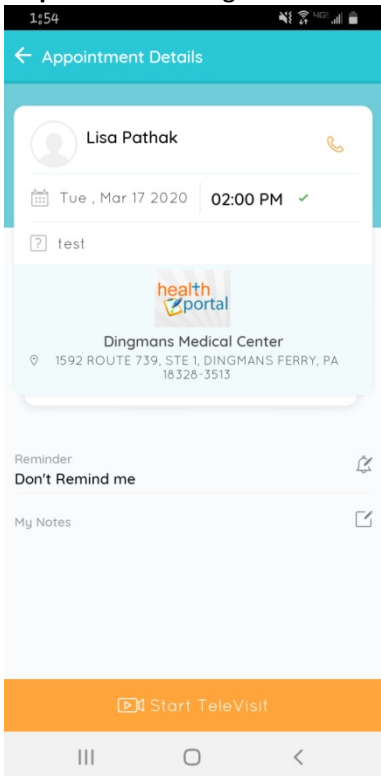 1:54
4GE
Appointment Details
Lisa Pathak
Tue , Mar 17 2020 02:00 PM
? test
health
portal
Dingmans Medical Center
1592 ROUTE 739, STE 1, DINGMANS FERRY, PA
18328-3513
Reminder
Don't Remind me
My Notes
Start TeleVisit